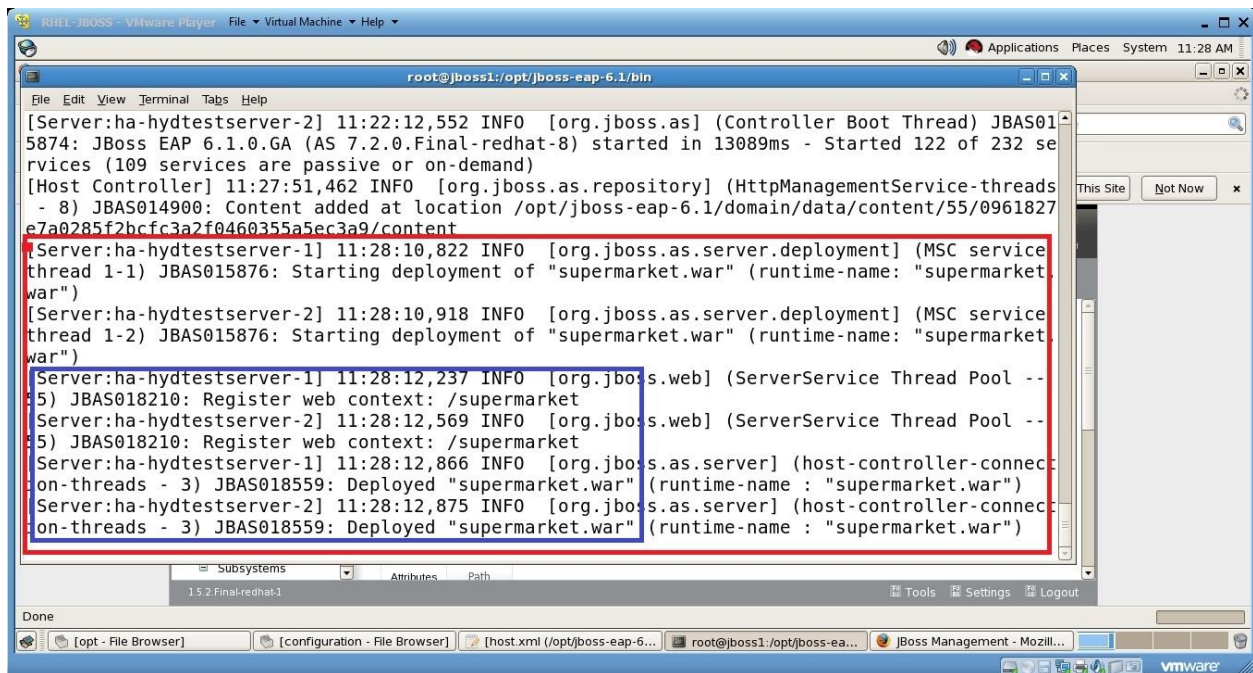 RHEL-JBOSS - VMware Player File Virtual Machine Help
Applications Places System 11:28 AM
root@jboss1:/opt/jboss-eap-6.1/bin
File Edit View Terminal Tabs Help
[Server:ha-hydtestserver-2] 11:22:12,552 INFO [org.jboss.as] (Controller Boot Thread) JBAS01
5874: JBoss EAP 6.1.0.GA (AS 7.2.0.Final-redhat-8) started in 13089ms - Started 122 of 232 se
rvices (109 services are passive or on-demand)
[Host Controller] 11:27:51,462 INFO [org.jboss.as.repository] (HttpManagementService-threads
- 8) JBAS014900: Content added at location /opt/jboss-eap-6.1/domain/data/content/55/0961827
e7a0285f2bcfc3a2f0460355a5ec3a9/content
[Server:ha-hydtestserver-1] 11:28:10,822 INFO [org.jboss.as.server.deployment] (MSC service
thread 1-1) JBAS015876: Starting deployment of "supermarket.war" (runtime-name: "supermarket.
war")
[Server:ha-hydtestserver-2] 11:28:10,918 INFO [org.jboss.as.server.deployment] (MSC service
thread 1-2) JBAS015876: Starting deployment of "supermarket.war" (runtime-name: "supermarket.
war")
[Server:ha-hydtestserver-1] 11:28:12,237 INFO [org.jboss.web] (ServerService Thread Pool --
55) JBAS018210: Register web context: /supermarket
[Server:ha-hydtestserver-2] 11:28:12,569 INFO [org.jboss.web] (ServerService Thread Pool --
55) JBAS018210: Register web context: /supermarket
[Server:ha-hydtestserver-1] 11:28:12,866 INFO [org.jboss.as.server] (host-controller-connect
ion-threads - 3) JBAS018559: Deployed "supermarket.war" (runtime-name : "supermarket.war")
[Server:ha-hydtestserver-2] 11:28:12,875 INFO [org.jboss.as.server] (host-controller-connect
ion-threads - 3) JBAS018559: Deployed "supermarket.war" (runtime-name : "supermarket.war")
This Site Not Now
Subsystems
Attributes Path
1.5.2.Final-redhat-1 Tools Settings Logout
Done
[opt - File Browser] [configuration - File Browser] [host.xml (/opt/jboss-eap-6... root@jboss1:/opt/jboss-ea... JBoss Management - Mozill...
vmware